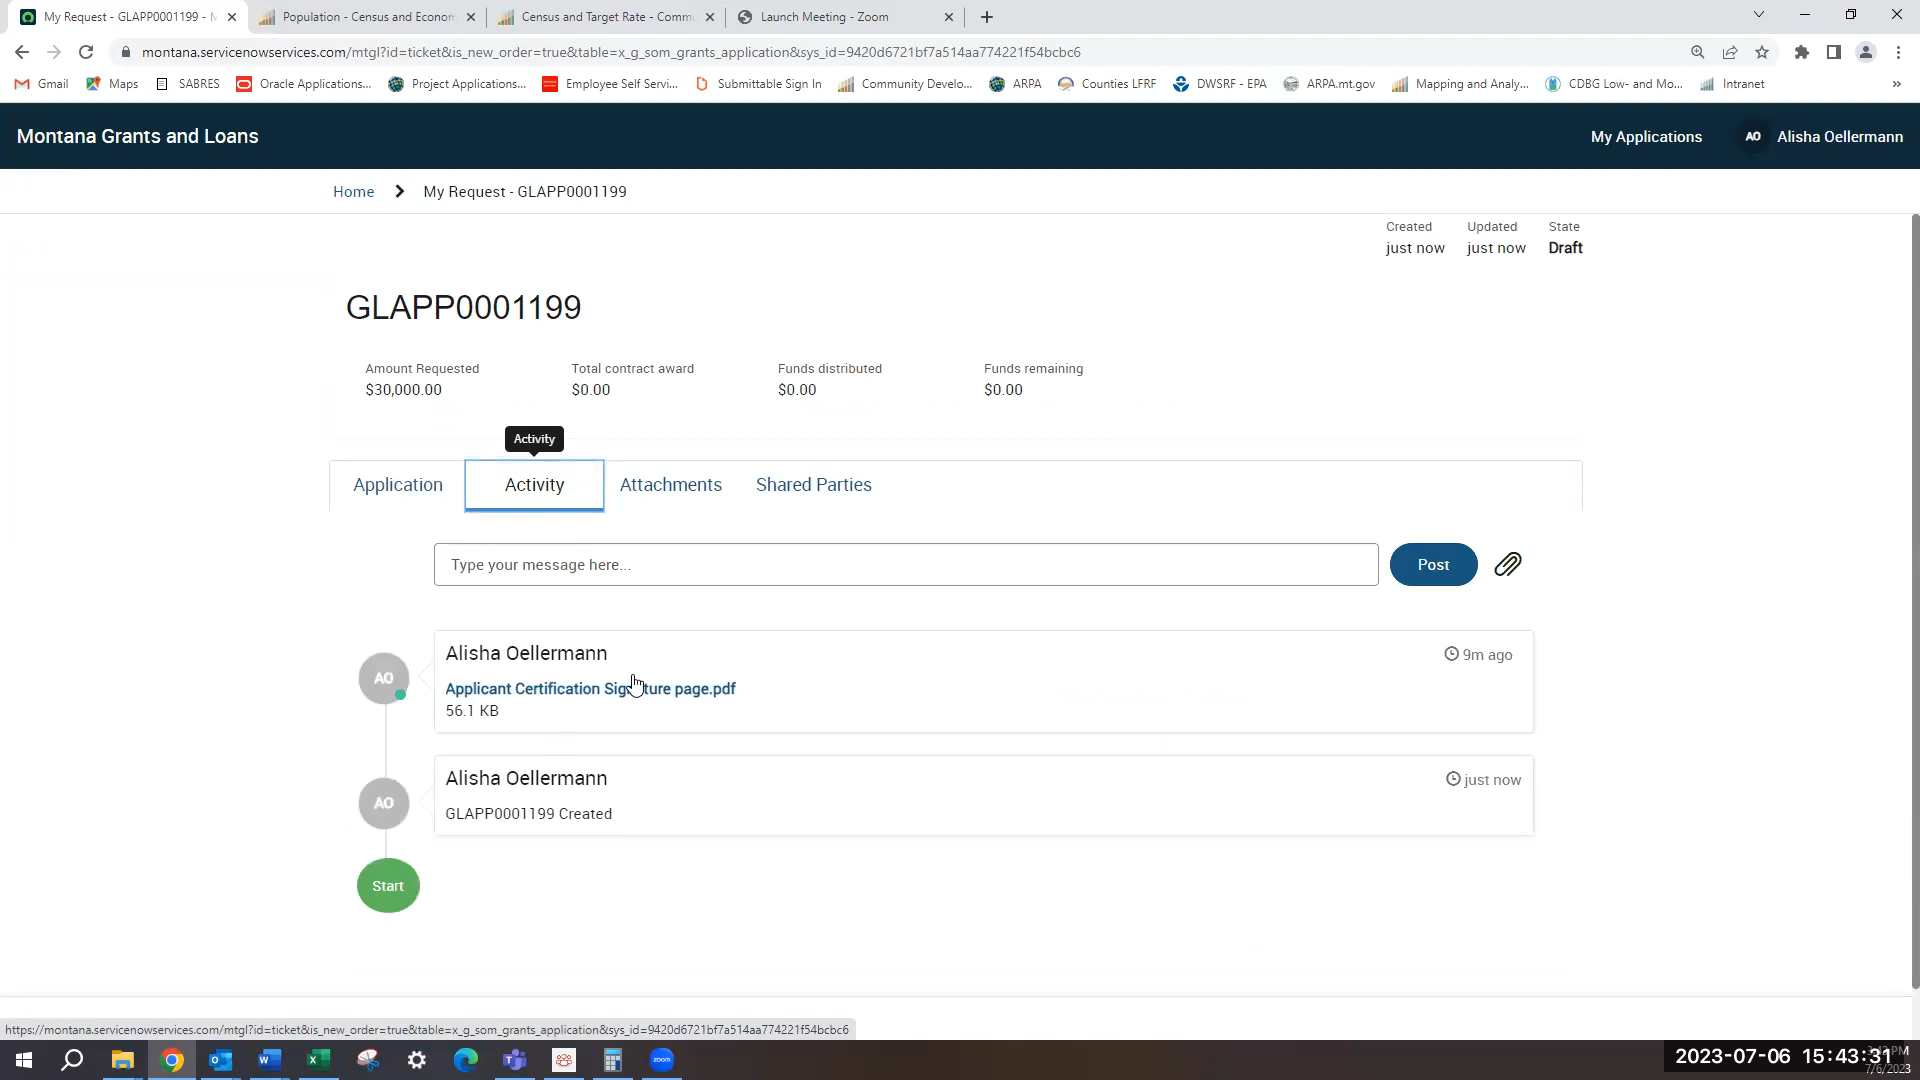 My Request - GLAPP0001199 - M
Population - Census and Econom
Census and Target Rate - Commu
Launch Meeting - Zoom
montana.servicenowservices.com/mtgl?id=ticket&is_new_order=true&table=x_g_som_grants_application&sys_id=9420d6721bf7a514aa774221f54bcbc6
Gmail
Maps
SABRES
Oracle Applications...
Project Applications...
Employee Self Servi...
Submittable Sign In
Community Develo...
ARPA
Counties LFRF
DWSRF - EPA
ARPA.mt.gov
Mapping and Analy...
CDBG Low- and Mo...
Intranet
»
Montana Grants and Loans
My Applications
AO
Alisha Oellermann
Home
My Request - GLAPP0001199
Created Updated State
just now just now Draft
GLAPP0001199
Amount Requested Total contract award Funds distributed Funds remaining
$30,000.00 $0.00 $0.00 $0.00
Activity
Application Activity Attachments Shared Parties
Type your message here...
Post
AO
Alisha Oellermann
9m ago
Applicant Certification Signature page.pdf
56.1 KB
AO
Alisha Oellermann
just now
GLAPP0001199 Created
Start
https://montana.servicenowservices.com/mtgl?id=ticket&is_new_order=true&table=x_g_som_grants_application&sys_id=9420d6721bf7a514aa774221f54bcbc6
zoom
2023-07-06 15:43:31
7/6/2023